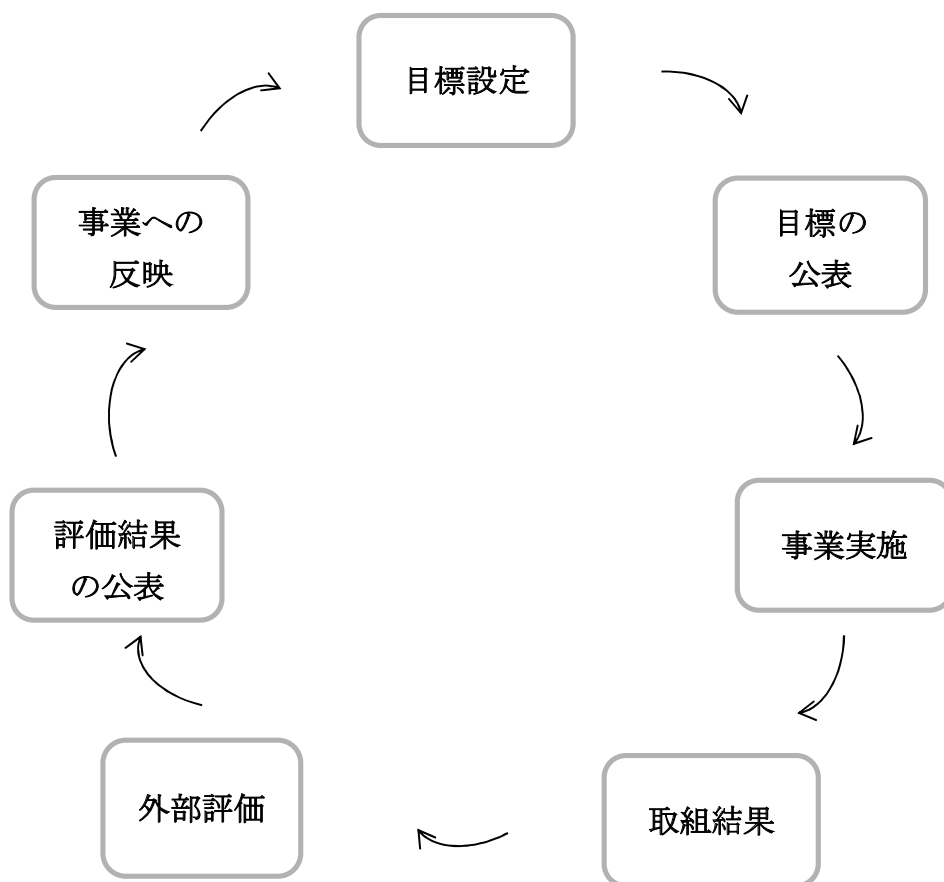 目標設定
目標の
公表
事業実施
取組結果
外部評価
評価結果
の公表
事業への
反映